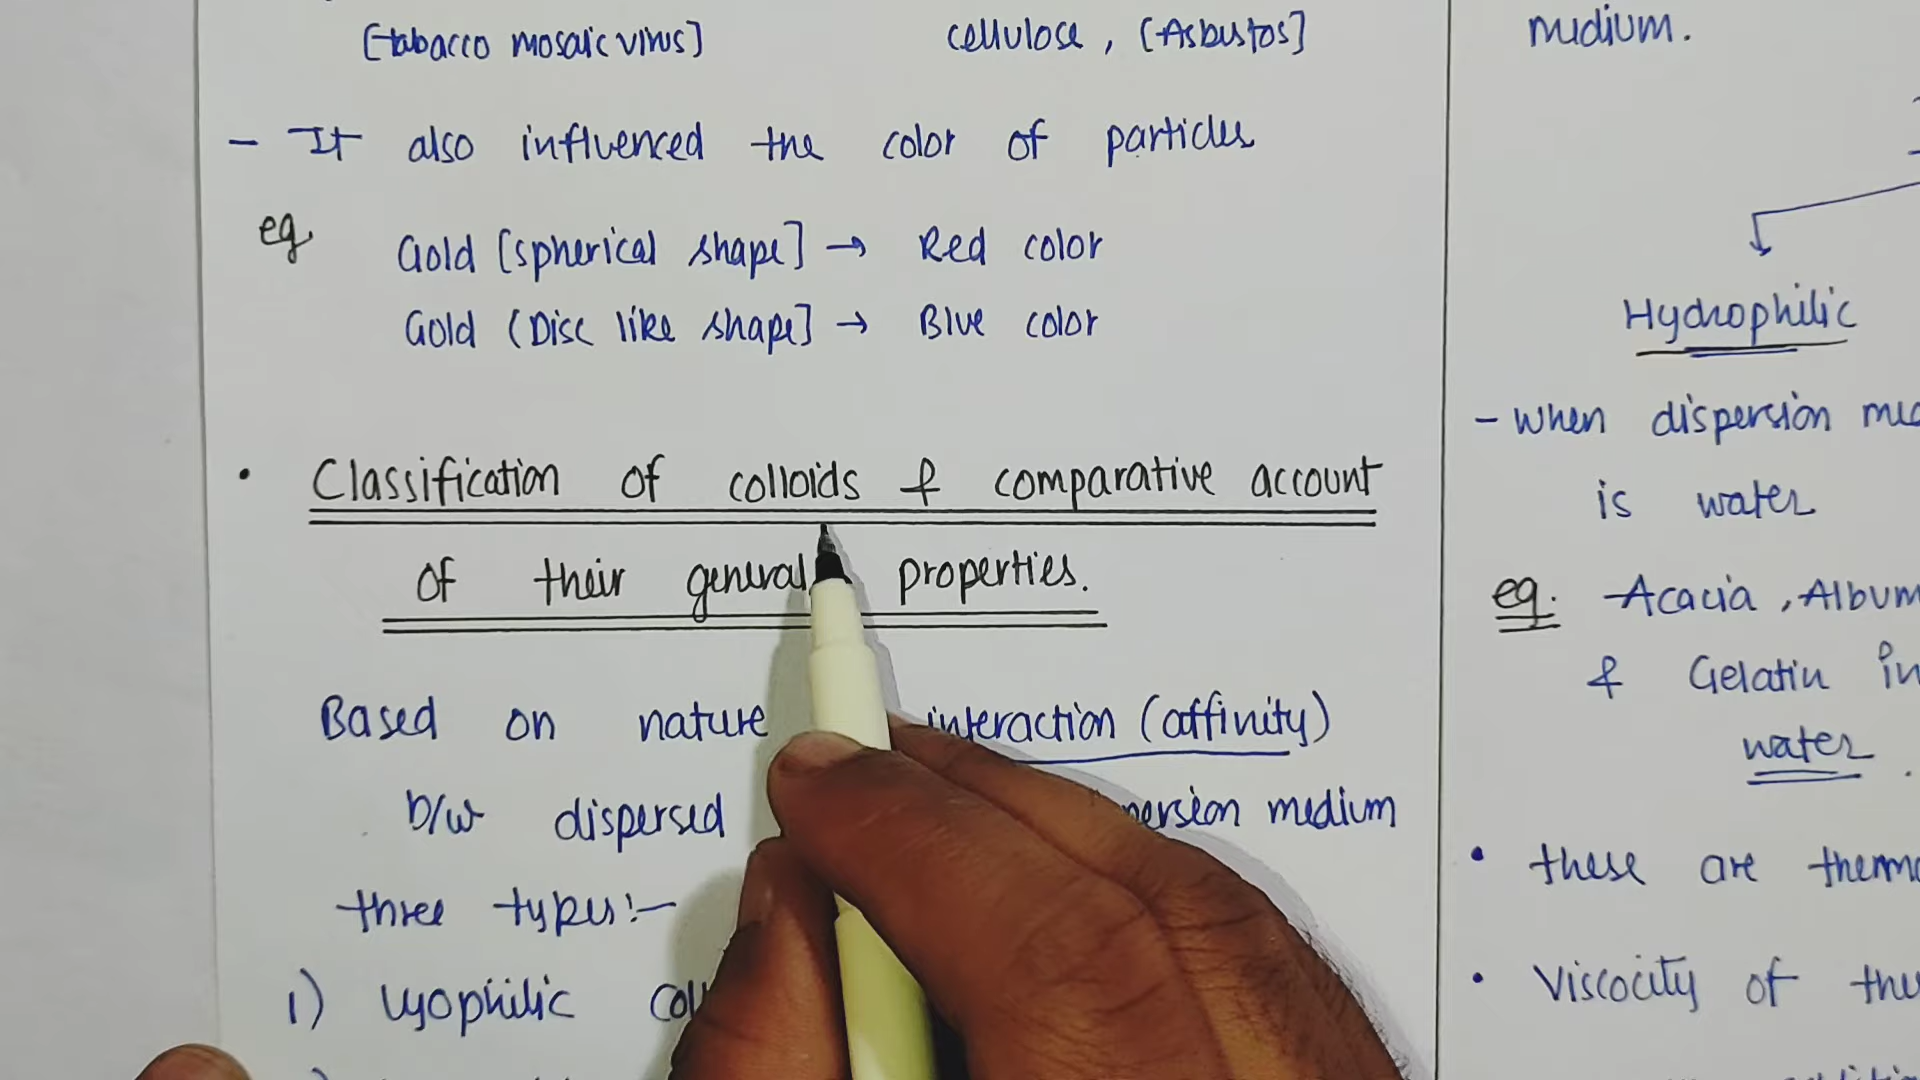 [tabacco mosaic virus] cellulose, [Asbustos]
- It also influenced the color of particles
eg Gold [spherical shape] → Red color
Gold (Disc like shape] → Blue color
• Classification of colloids & comparative account
of their general properties.
Based on nature interaction (affinity)
b/w dispersed medium
three types:-
1) lyophilic
medium.
Hydrophilic
- When dispersion
is water
eg. Acacia, Album
& Gelatin in
water.
• these are
• Viscocity of